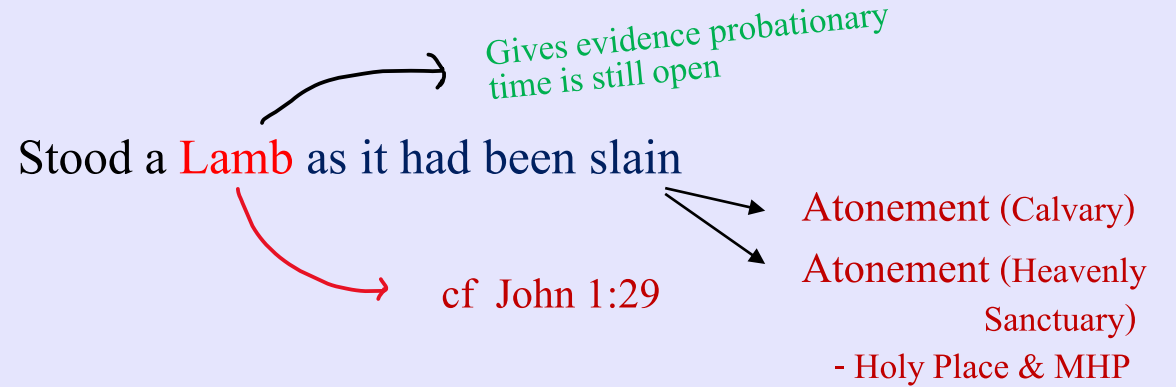 Gives evidence probationary
time is still open
Stood a Lamb as it had been slain
Atonement (Calvary)
Atonement (Heavenly
Sanctuary)
- Holy Place & MHP
cf John 1:29